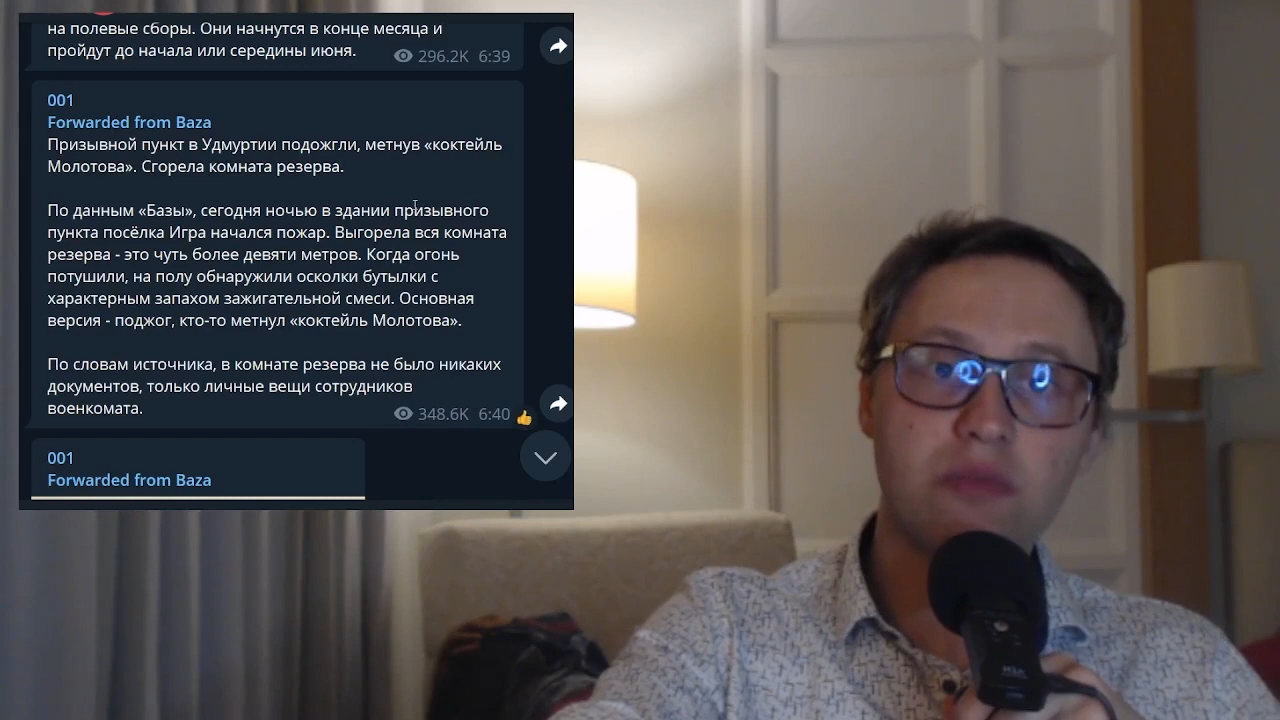 на полевые сборы. Они начнутся в конце месяца и
пройдут до начала или середины июня.
296.2K 6:39
001
Forwarded from Baza
Призывной пункт в Удмуртии подожгли, метнув «коктейль
Молотова». Сгорела комната резерва.
По данным «Базы», сегодня ночью в здании призывного
пункта посёлка Игра начался пожар. Выгорела вся комната
резерва - это чуть более девяти метров. Когда огонь
потушили, на полу обнаружили осколки бутылки с
характерным запахом зажигательной смеси. Основная
версия - поджог, кто-то метнул «коктейль Молотова».
По словам источника, в комнате резерва не было никаких
документов, только личные вещи сотрудников
военкомата.
348.6K 6:40
001
Forwarded from Baza